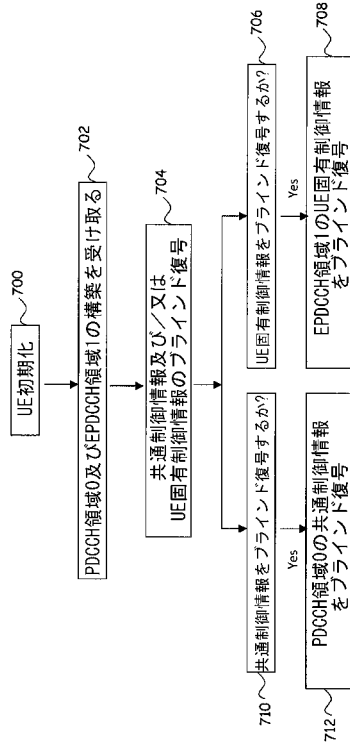 UE初期化
700
PDCCH領域0及びEPDCCH領域1の構築を受け取る
702
共通制御情報及び/又は
UE固有制御情報のブラインド復号
704
共通制御情報をブラインド復号するか?
710
UE固有制御情報をブラインド復号するか?
706
Yes
Yes
PDCCH領域0の共通制御情報
をブラインド復号
712
EPDCCH領域1のUE固有制御情報
をブラインド復号
708